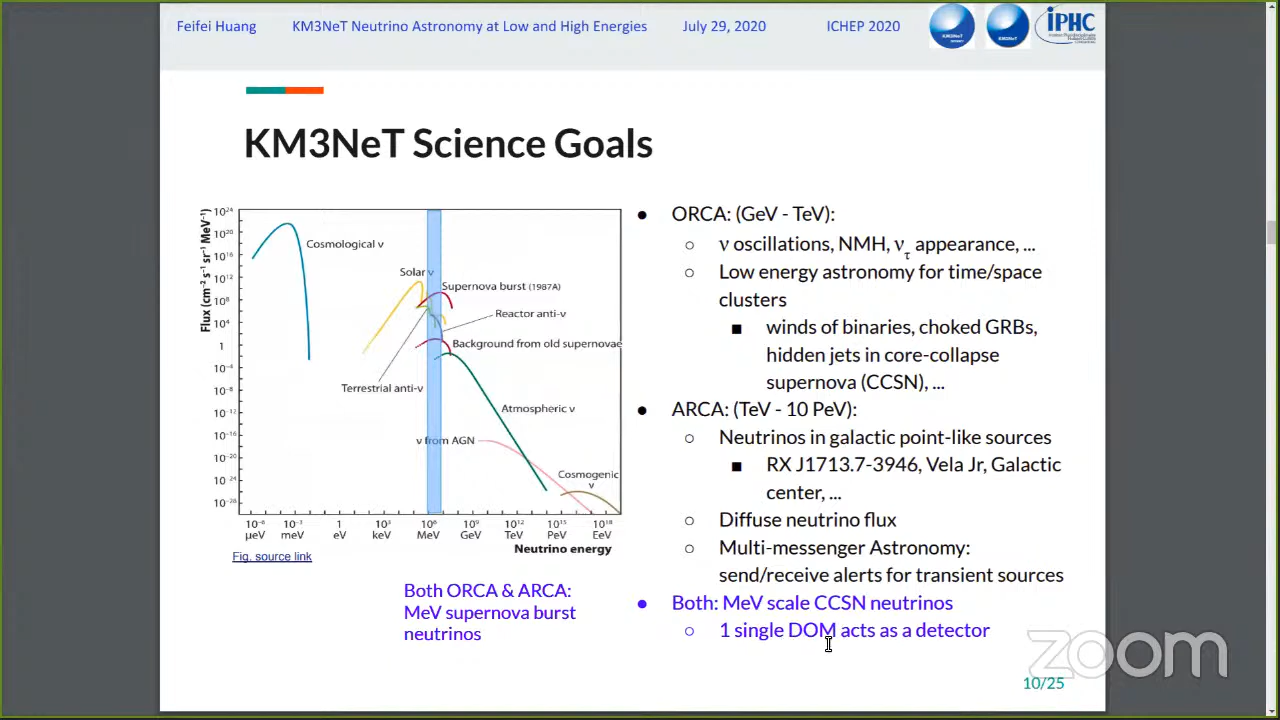 Feifei Huang KM3NeT Neutrino Astronomy at Low and High Energies July 29, 2020 ICHEP 2020
KM3NeT
KM3NeT
iPHC
KM3NeT Science Goals
● ORCA: (GeV - TeV):
○ ν oscillations, NMH, ντ appearance, ...
○ Low energy astronomy for time/space
clusters
■ winds of binaries, choked GRBs,
hidden jets in core-collapse
supernova (CCSN), ...
● ARCA: (TeV - 10 PeV):
○ Neutrinos in galactic point-like sources
■ RX J1713.7-3946, Vela Jr, Galactic
center, ...
○ Diffuse neutrino flux
○ Multi-messenger Astronomy:
send/receive alerts for transient sources
● Both: MeV scale CCSN neutrinos
○ 1 single DOM acts as a detector
Flux (cm⁻² s⁻¹ sr⁻¹ MeV⁻¹)
10²⁴
10²⁰
10¹⁶
10¹²
10⁸
10⁴
1
10⁻⁴
10⁻⁸
10⁻¹²
10⁻¹⁶
10⁻²⁰
10⁻²⁴
10⁻²⁸
Cosmological ν
Solar ν
Supernova burst (1987A)
Reactor anti-ν
Background from old supernovae
Terrestrial anti-ν
Atmospheric ν
ν from AGN
Cosmogenic
ν
10⁻⁶ 10⁻³ 1 10³ 10⁶ 10⁹ 10¹² 10¹⁵ 10¹⁸
μeV meV eV keV MeV GeV TeV PeV EeV
Neutrino energy
Fig. source link
Both ORCA & ARCA:
MeV supernova burst
neutrinos
zoom
10/25